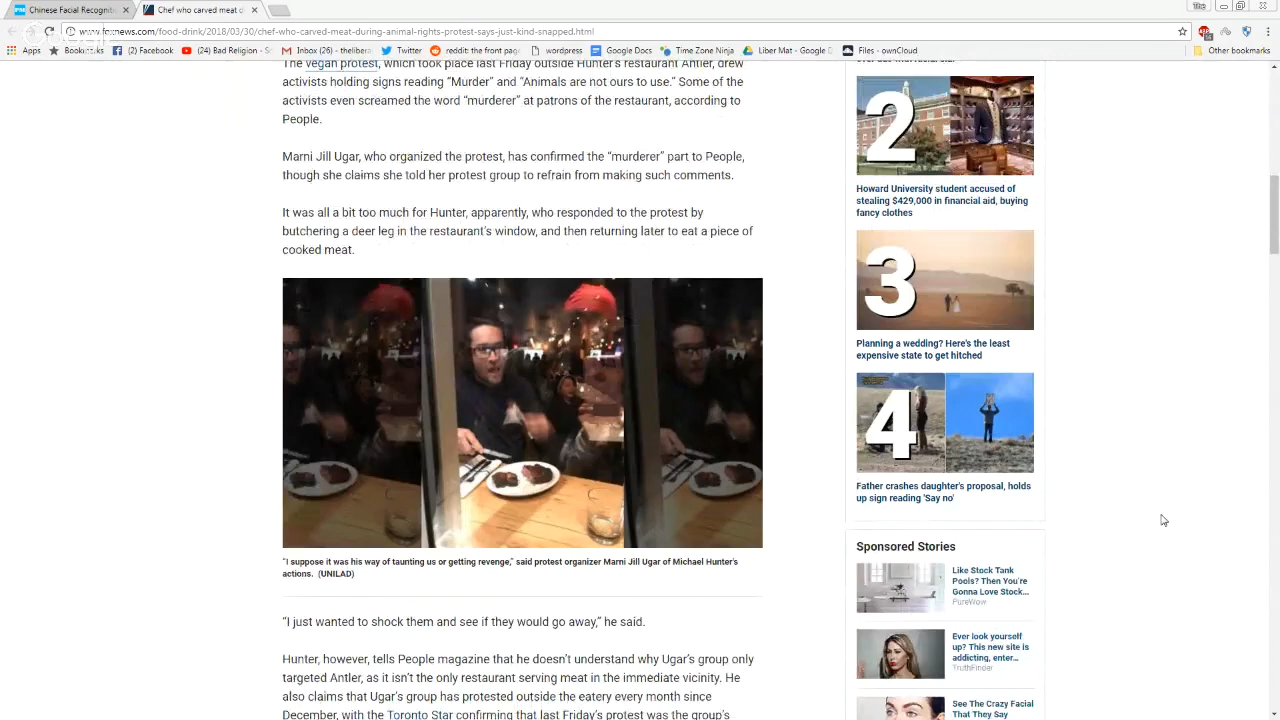 Chinese Facial Recogniti
Chef who carved meat d
www.foxnews.com/food-drink/2018/03/30/chef-who-carved-meat-during-animal-rights-protest-says-just-kind-snapped.html
Apps
Bookmarks
(2) Facebook
(24) Bad Religion - S
Inbox (26) - theliberat
Twitter
Reddit is fun
Minds
Wordpress
Google Docs
Time Zone Ninja
Liber Mat - Google D
Files - ownCloud
Other bookmarks
The vegan protest, which took place last Friday outside Hunter's restaurant Antler, drew
activists holding signs reading "Murder" and "Animals are not ours to use." Some of the
activists even screamed the word "murderer" at patrons of the restaurant, according to
People.
Marni Jill Ugar, who organized the protest, has confirmed the "murderer" part to People,
though she claims she told her protest group to refrain from making such comments.
It was all a bit too much for Hunter, apparently, who responded to the protest by
butchering a deer leg in the restaurant's window, and then returning later to eat a piece of
cooked meat.
"I suppose it was his way of taunting us or getting revenge," said protest organizer Marni Jill Ugar of Michael Hunter's
actions. (UNILAD)
"I just wanted to shock them and see if they would go away," he said.
Hunter, however, tells People magazine that he doesn't understand why Ugar's group only
targets Antler, as it isn't the only restaurant serving meat in the immediate vicinity. He
also claims that Ugar's group has protested outside the eatery every month since
December, with the Toronto Star confirming that last Friday's protest was the group's
2
Howard University student accused of
stealing $429,000 in financial aid, buying
fancy clothes
3
Planning a wedding? Here's the least
expensive state to get hitched
4
Father crashes daughter's proposal, holds
up sign reading 'Say no'
Sponsored Stories
Like Stock Tank
Pools? Then You're
Gonna Love Stock...
PureWow
Ever look yourself
up? This new site is
addicting, enter...
TruthFinder
See The Crazy Facial
That They Say